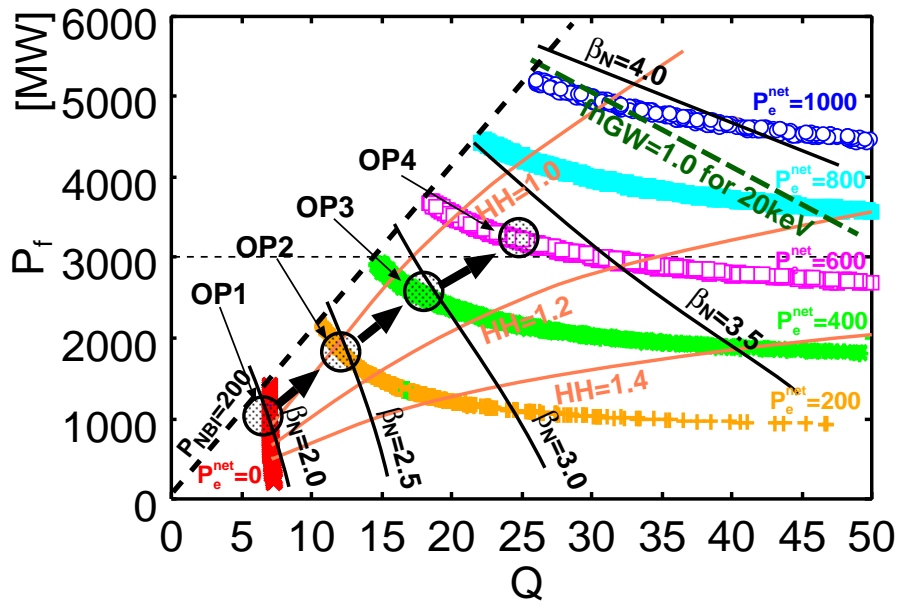 P_f [MW]
6000
5000
4000
3000
2000
1000
0
0 5 10 15 20 25 30 35 40 45 50
Q
OP4
OP3
OP2
OP1
β_N=4.0
nGW=1.0 for 20keV
P_e^net=1000
P_e^net=800
P_e^net=600
P_e^net=400
P_e^net=200
P_e^net=0
HH=1.0
HH=1.2
HH=1.4
β_N=3.5
β_N=3.0
β_N=2.5
β_N=2.0
P_NBI=200